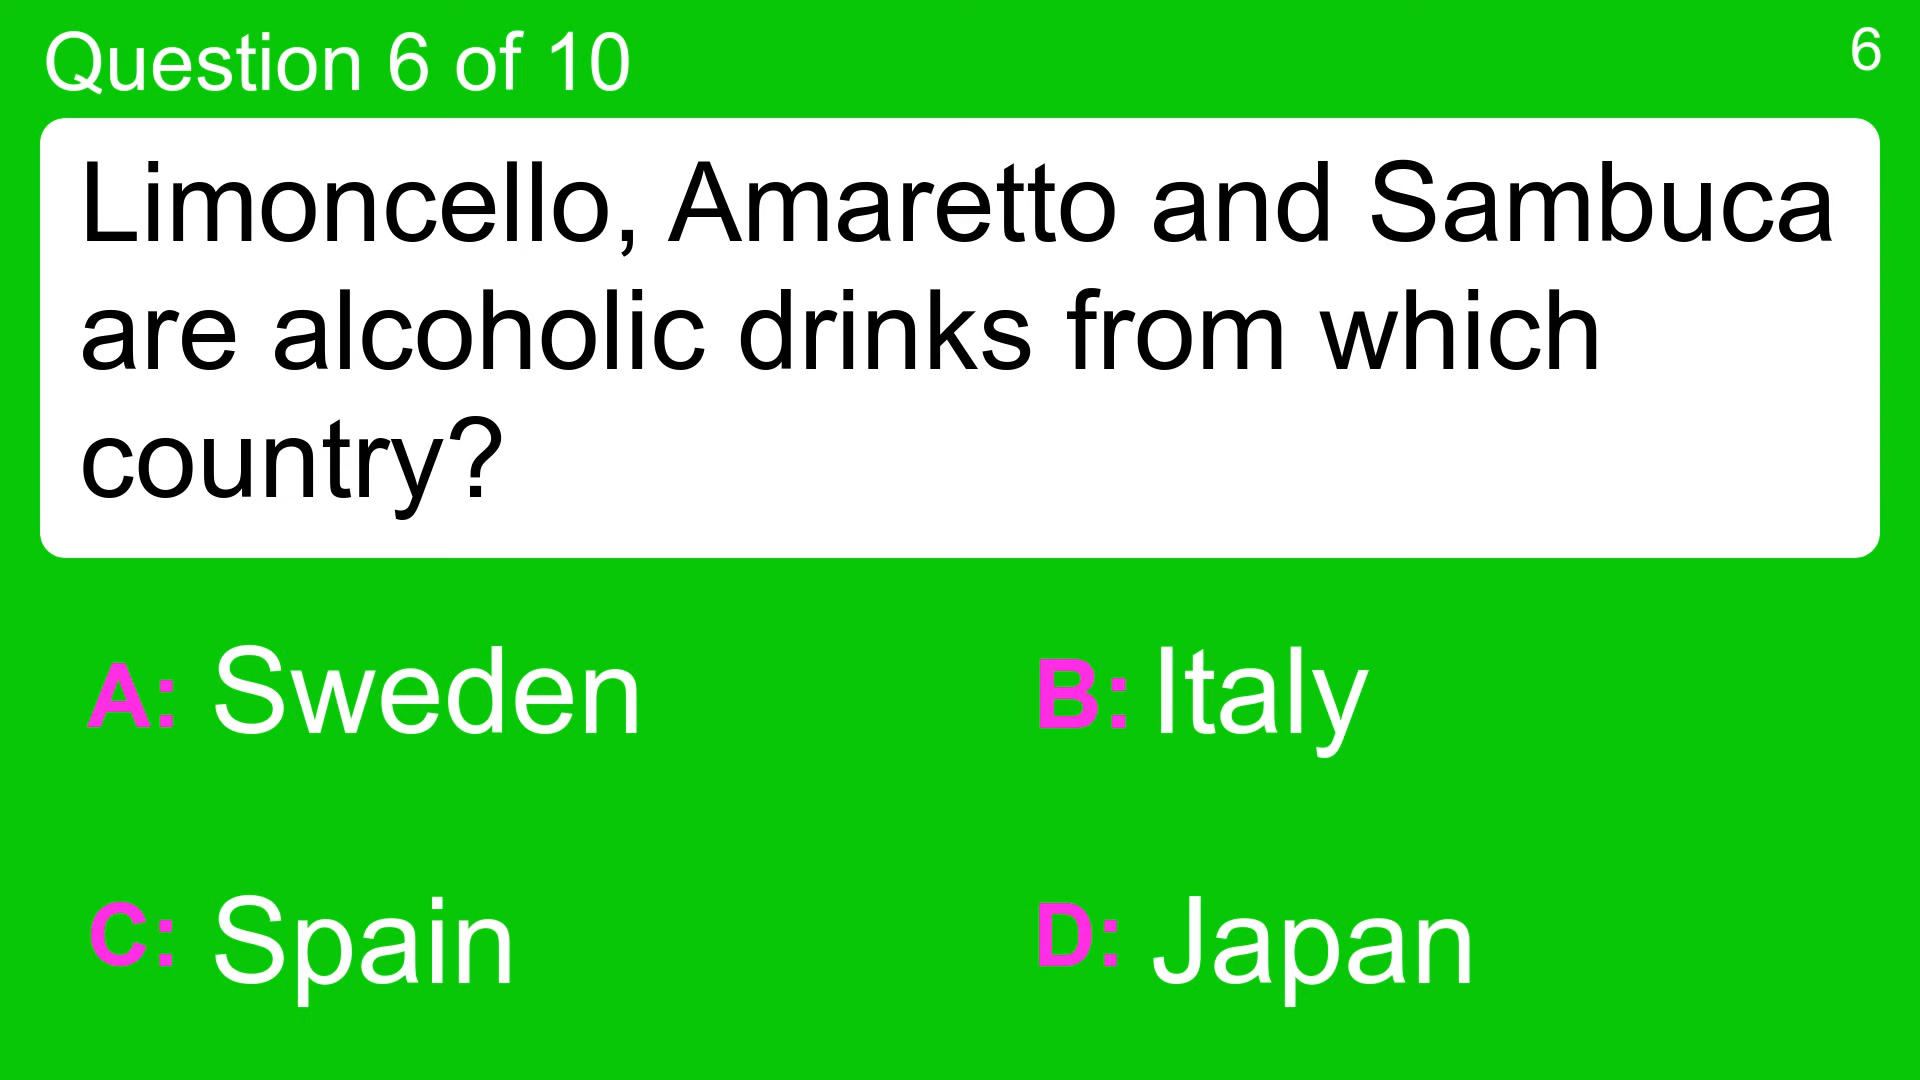 Question 6 of 10
6
Limoncello, Amaretto and Sambuca
are alcoholic drinks from which
country?
A: Sweden
B: Italy
C: Spain
D: Japan